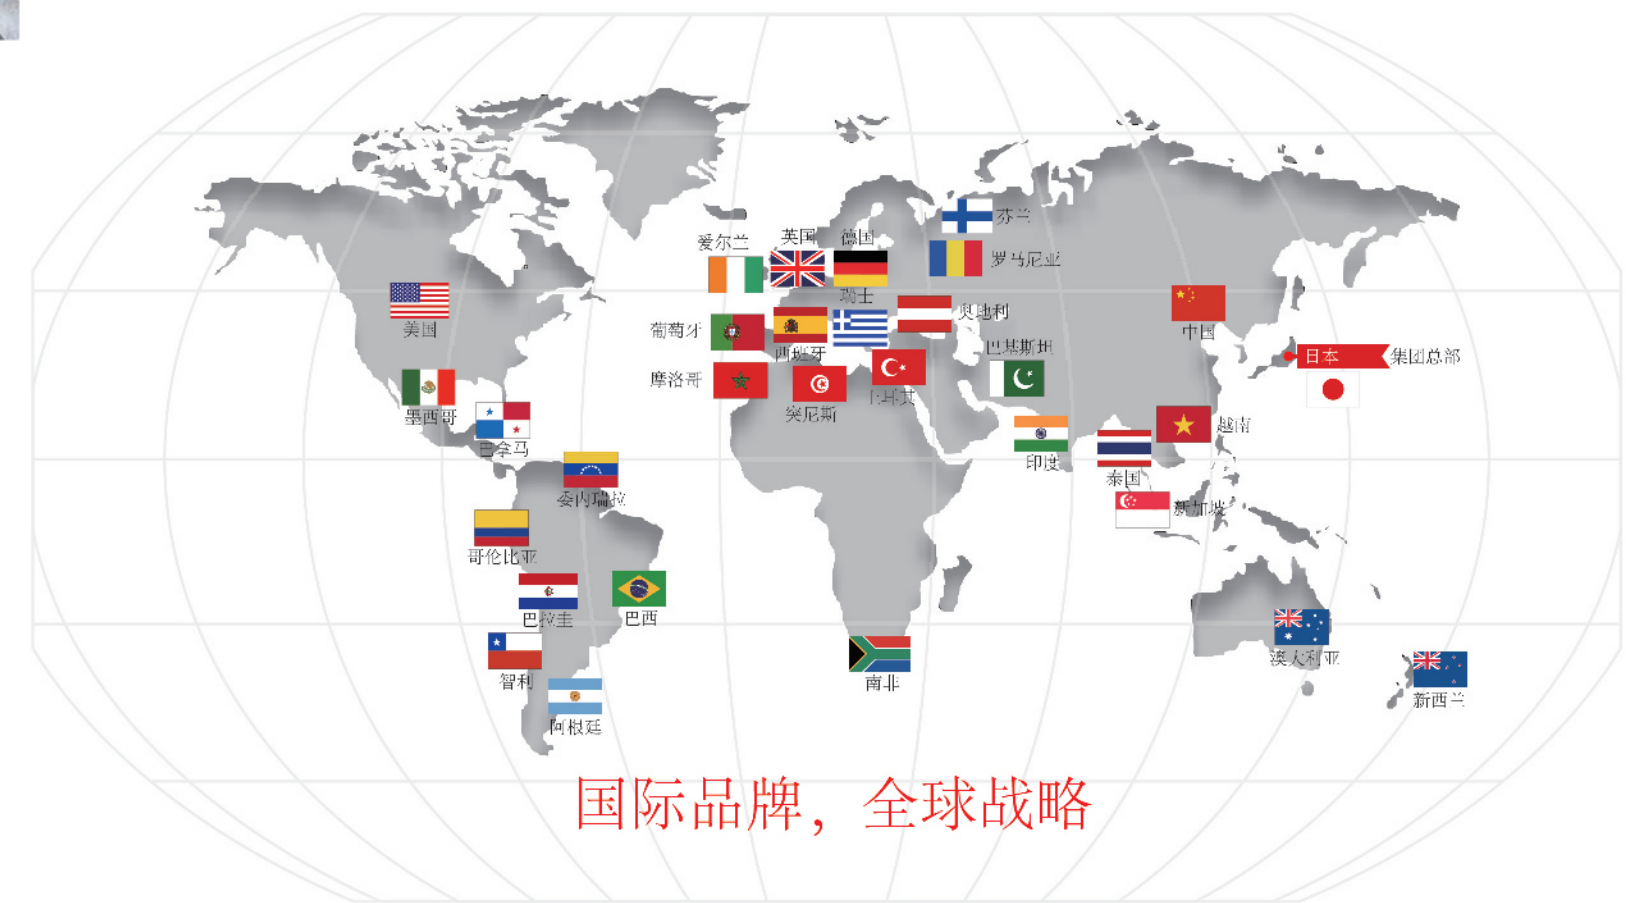 芬兰
英国
德国
爱尔兰
罗马尼亚
瑞士
奥地利
美国
葡萄牙
中国
西班牙
巴基斯坦
日本
集团总部
摩洛哥
土耳其
墨西哥
突尼斯
越南
巴拿马
印度
泰国
委内瑞拉
新加坡
哥伦比亚
巴拉圭
巴西
澳大利亚
智利
南非
新西兰
阿根廷
国际品牌，全球战略